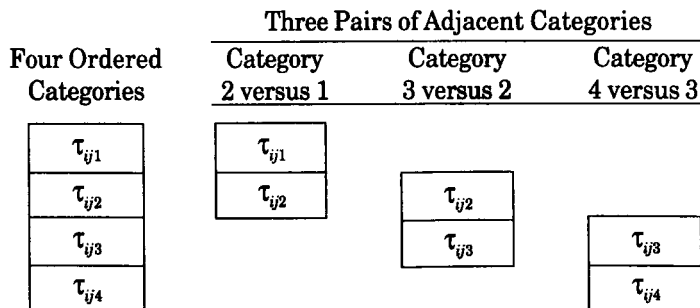 Three Pairs of Adjacent Categories
Four Ordered Category Category Category
Categories 2 versus 1 3 versus 2 4 versus 3
τij1 τij1
τij2 τij2 τij2
τij3 τij3 τij3
τij4 τij4